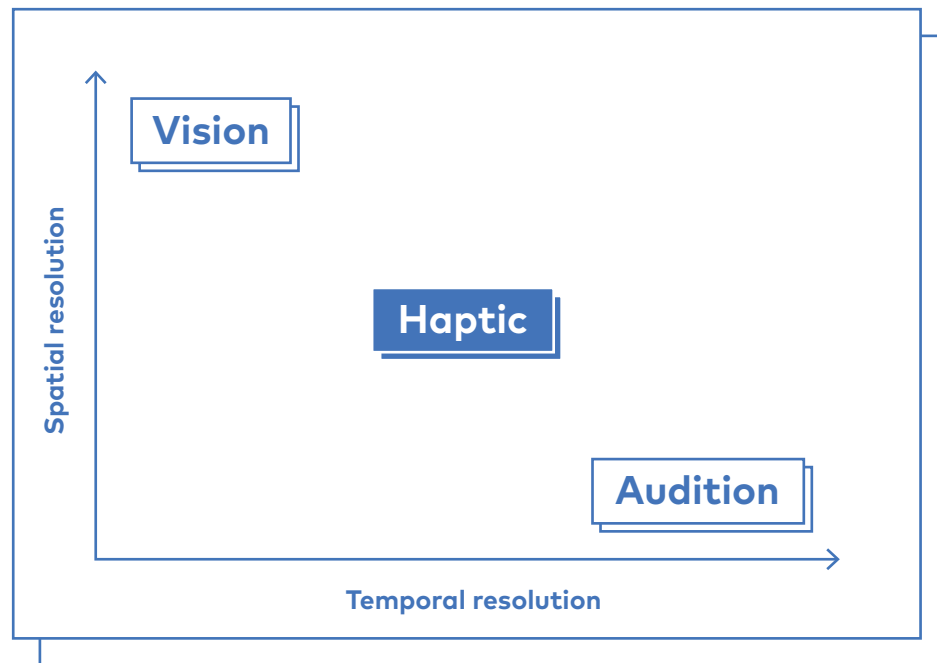 Vision
Spatial resolution
Haptic
Audition
Temporal resolution